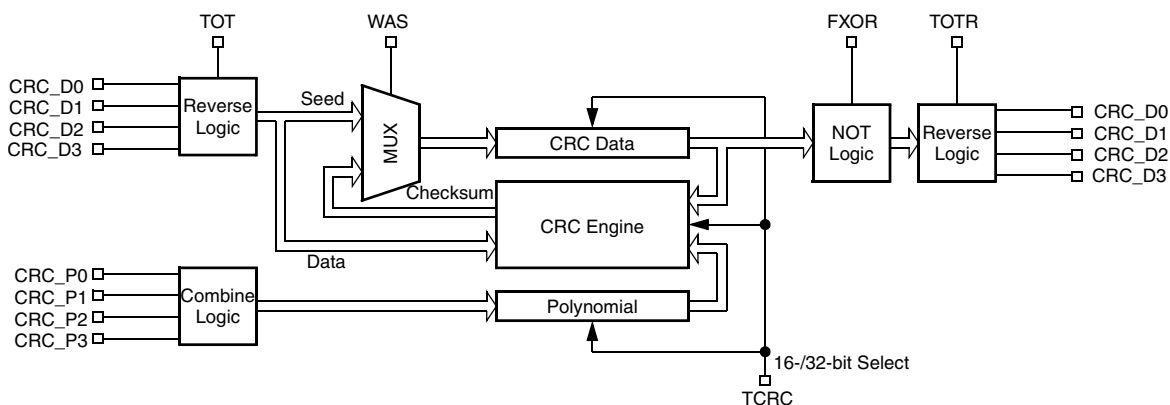 TOT
WAS
FXOR
TOTR
CRC_D0
CRC_D1
CRC_D2
CRC_D3
Reverse
Logic
Seed
MUX
CRC Data
NOT
Logic
Reverse
Logic
CRC_D0
CRC_D1
CRC_D2
CRC_D3
Checksum
CRC Engine
Data
CRC_P0
CRC_P1
CRC_P2
CRC_P3
Combine
Logic
Polynomial
16-/32-bit Select
TCRC